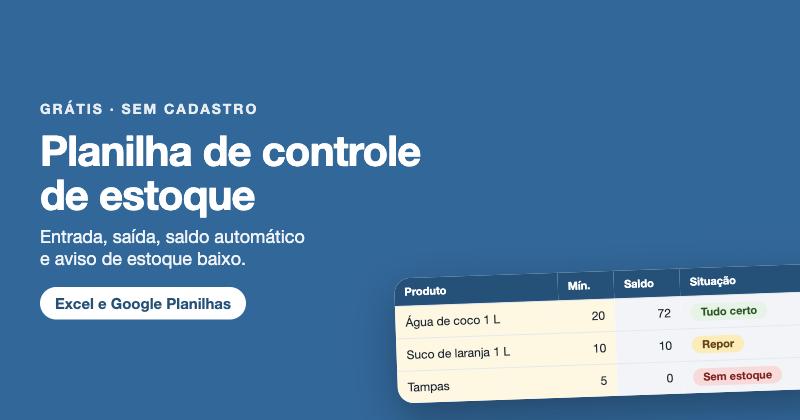 GRÁTIS · SEM CADASTRO
Planilha de controle
de estoque
Entrada, saída, saldo automático
e aviso de estoque baixo.
Excel e Google Planilhas
Produto Mín. Saldo Situação
Água de coco 1 L 20 72 Tudo certo
Suco de laranja 1 L 10 10 Repor
Tampas 5 0 Sem estoque